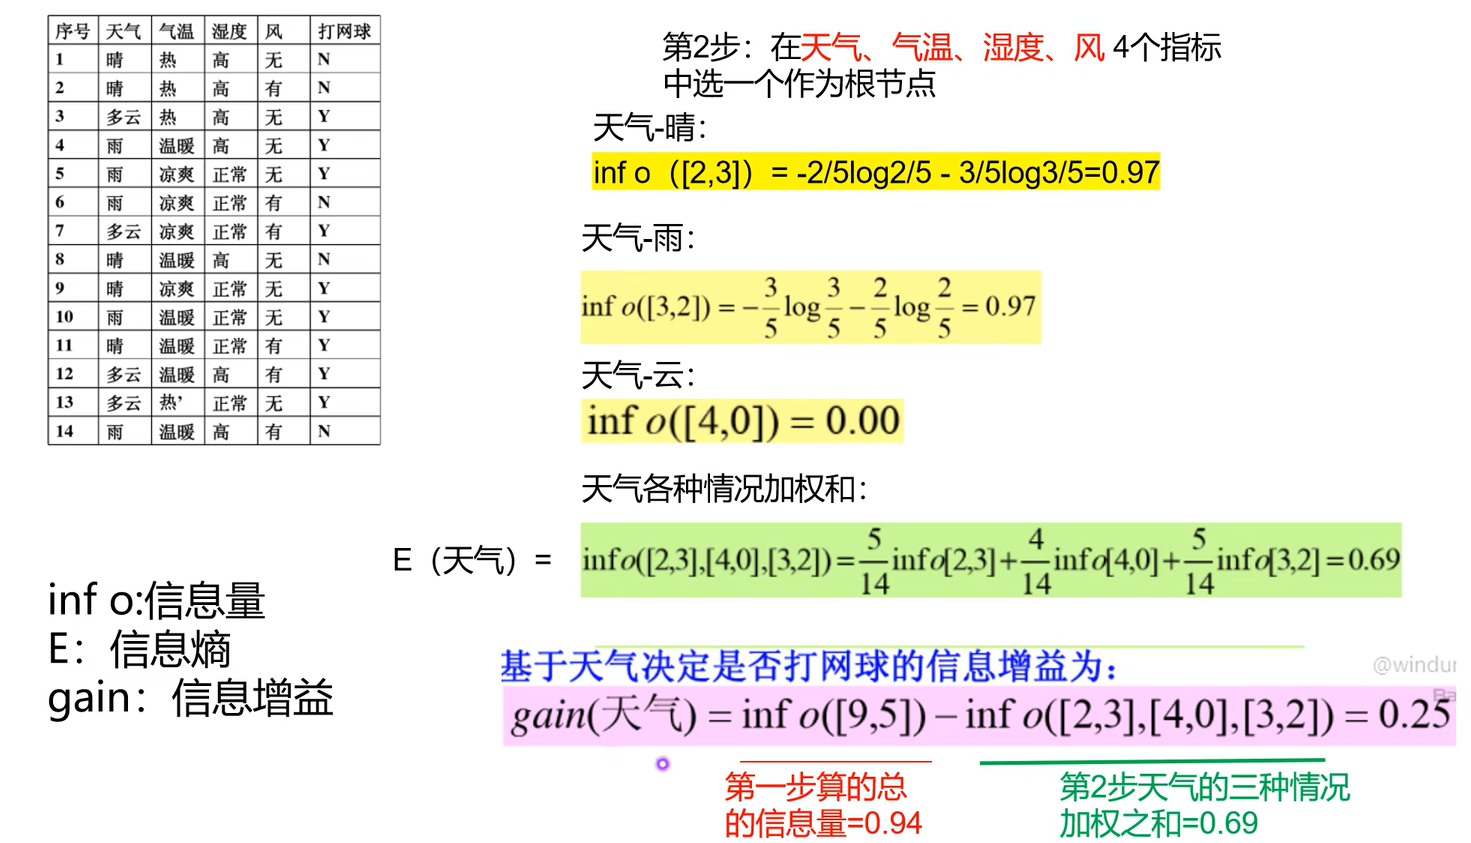 序号 天气 气温 湿度 风 打网球
1 晴 热 高 无 N
2 晴 热 高 有 N
3 多云 热 高 无 Y
4 雨 温暖 高 无 Y
5 雨 凉爽 正常 无 Y
6 雨 凉爽 正常 有 N
7 多云 凉爽 正常 有 Y
8 晴 温暖 高 无 N
9 晴 凉爽 正常 无 Y
10 雨 温暖 正常 无 Y
11 晴 温暖 正常 有 Y
12 多云 温暖 高 有 Y
13 多云 热’ 正常 无 Y
14 雨 温暖 高 有 N
第2步：在天气、气温、湿度、风 4个指标
中选一个作为根节点
天气-晴：
inf o（[2,3]）= -2/5log2/5 - 3/5log3/5=0.97
天气-雨：
inf o([3,2]) = −3/5 log 3/5 − 2/5 log 2/5 = 0.97
天气-云：
inf o([4,0]) = 0.00
天气各种情况加权和：
E（天气）= info([2,3],[4,0],[3,2])=5/14 info[2,3]+4/14 info[4,0]+5/14 info[3,2]=0.69
inf o:信息量
E：信息熵
gain：信息增益
基于天气决定是否打网球的信息增益为：
@windu
gain(天气) = inf o([9,5]) − inf o([2,3],[4,0],[3,2]) = 0.25
第一步算的总
的信息量=0.94
第2步天气的三种情况
加权之和=0.69